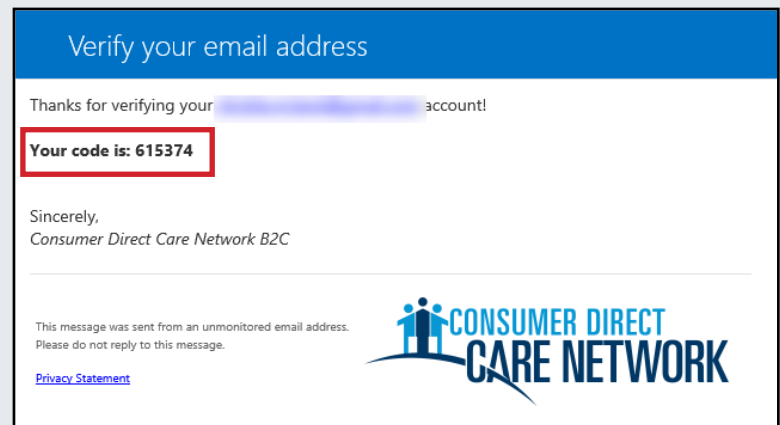 Verify your email address
Thanks for verifying your account!
Your code is: 615374
Sincerely,
Consumer Direct Care Network B2C
This message was sent from an unmonitored email address.
Please do not reply to this message.
Privacy Statement
CONSUMER DIRECT
CARE NETWORK